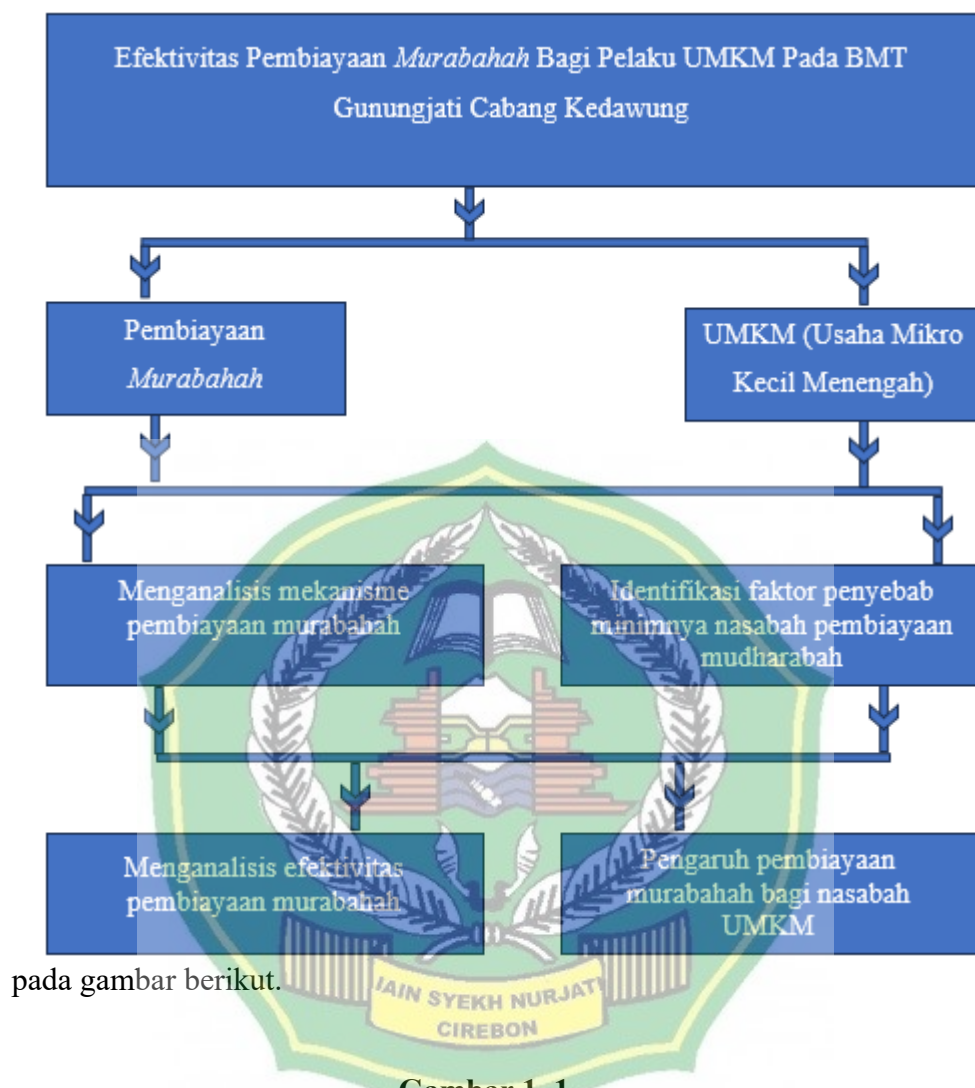 Efektivitas Pembiayaan Murabahah Bagi Pelaku UMKM Pada BMT
Gunungjati Cabang Kedawung
Pembiayaan
Murabahah
UMKM (Usaha Mikro
Kecil Menengah)
Menganalisis mekanisme
pembiayaan murabahah
Identifikasi faktor penyebab
minimnya nasabah pembiayaan
mudharabah
Menganalisis efektivitas
pembiayaan murabahah
Pengaruh pembiayaan
murabahah bagi nasabah
UMKM
pada gambar berikut.
IAIN SYEKH NURJATI
CIREBON
Gambar 1. 1